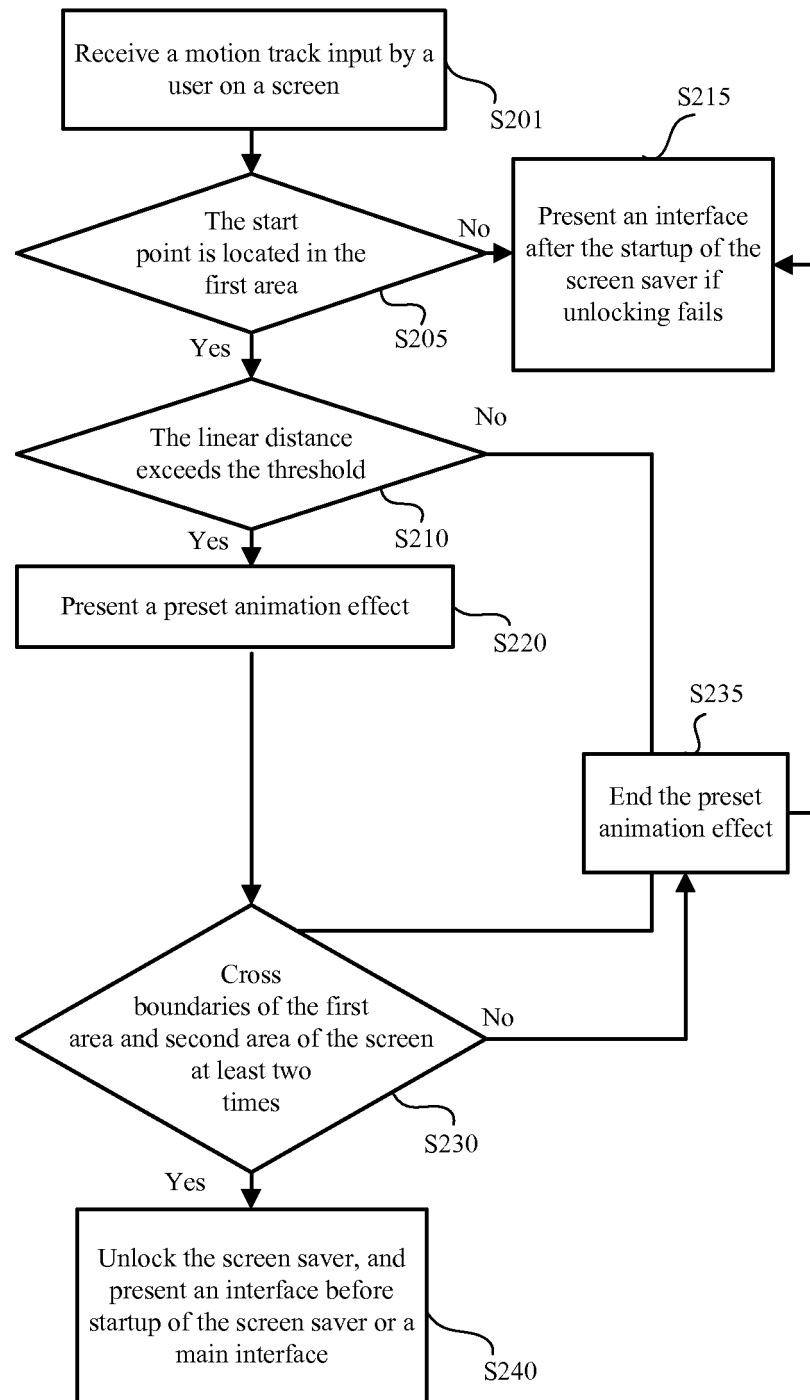 Receive a motion track input by a
user on a screen
S201
S215
The start
point is located in the
first area
No
Present an interface
after the startup of the
screen saver if
unlocking fails
S205
Yes
The linear distance
exceeds the threshold
No
S210
Yes
Present a preset animation effect
S220
S235
End the preset
animation effect
Cross
boundaries of the first
area and second area of the screen
at least two
times
No
S230
Yes
Unlock the screen saver, and
present an interface before
startup of the screen saver or a
main interface
S240